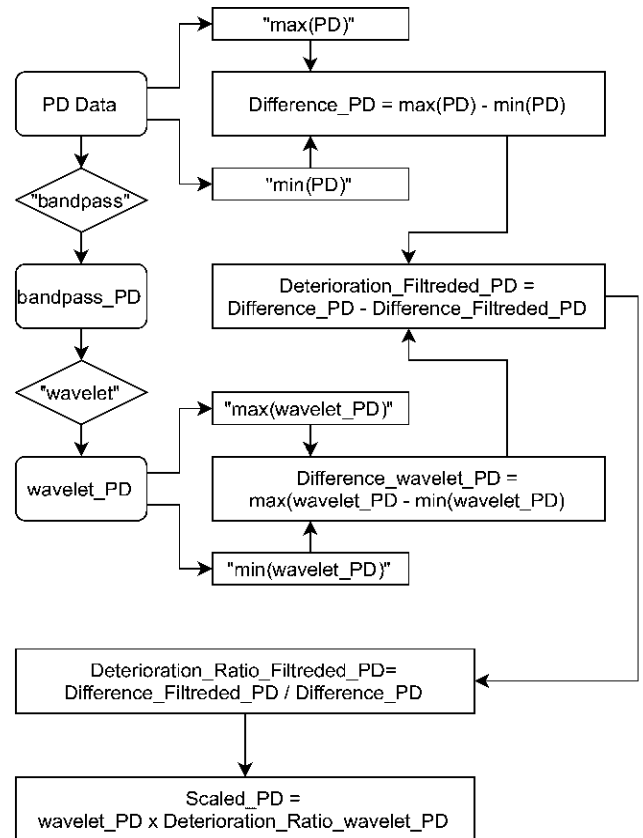 "max(PD)"
PD Data
Difference_PD = max(PD) - min(PD)
"min(PD)"
"bandpass"
bandpass_PD
Deterioration_Filtreded_PD =
Difference_PD - Difference_Filtreded_PD
"wavelet"
"max(wavelet_PD)"
wavelet_PD
Difference_wavelet_PD =
max(wavelet_PD - min(wavelet_PD)
"min(wavelet_PD)"
Deterioration_Ratio_Filtreded_PD=
Difference_Filtreded_PD / Difference_PD
Scaled_PD =
wavelet_PD x Deterioration_Ratio_wavelet_PD